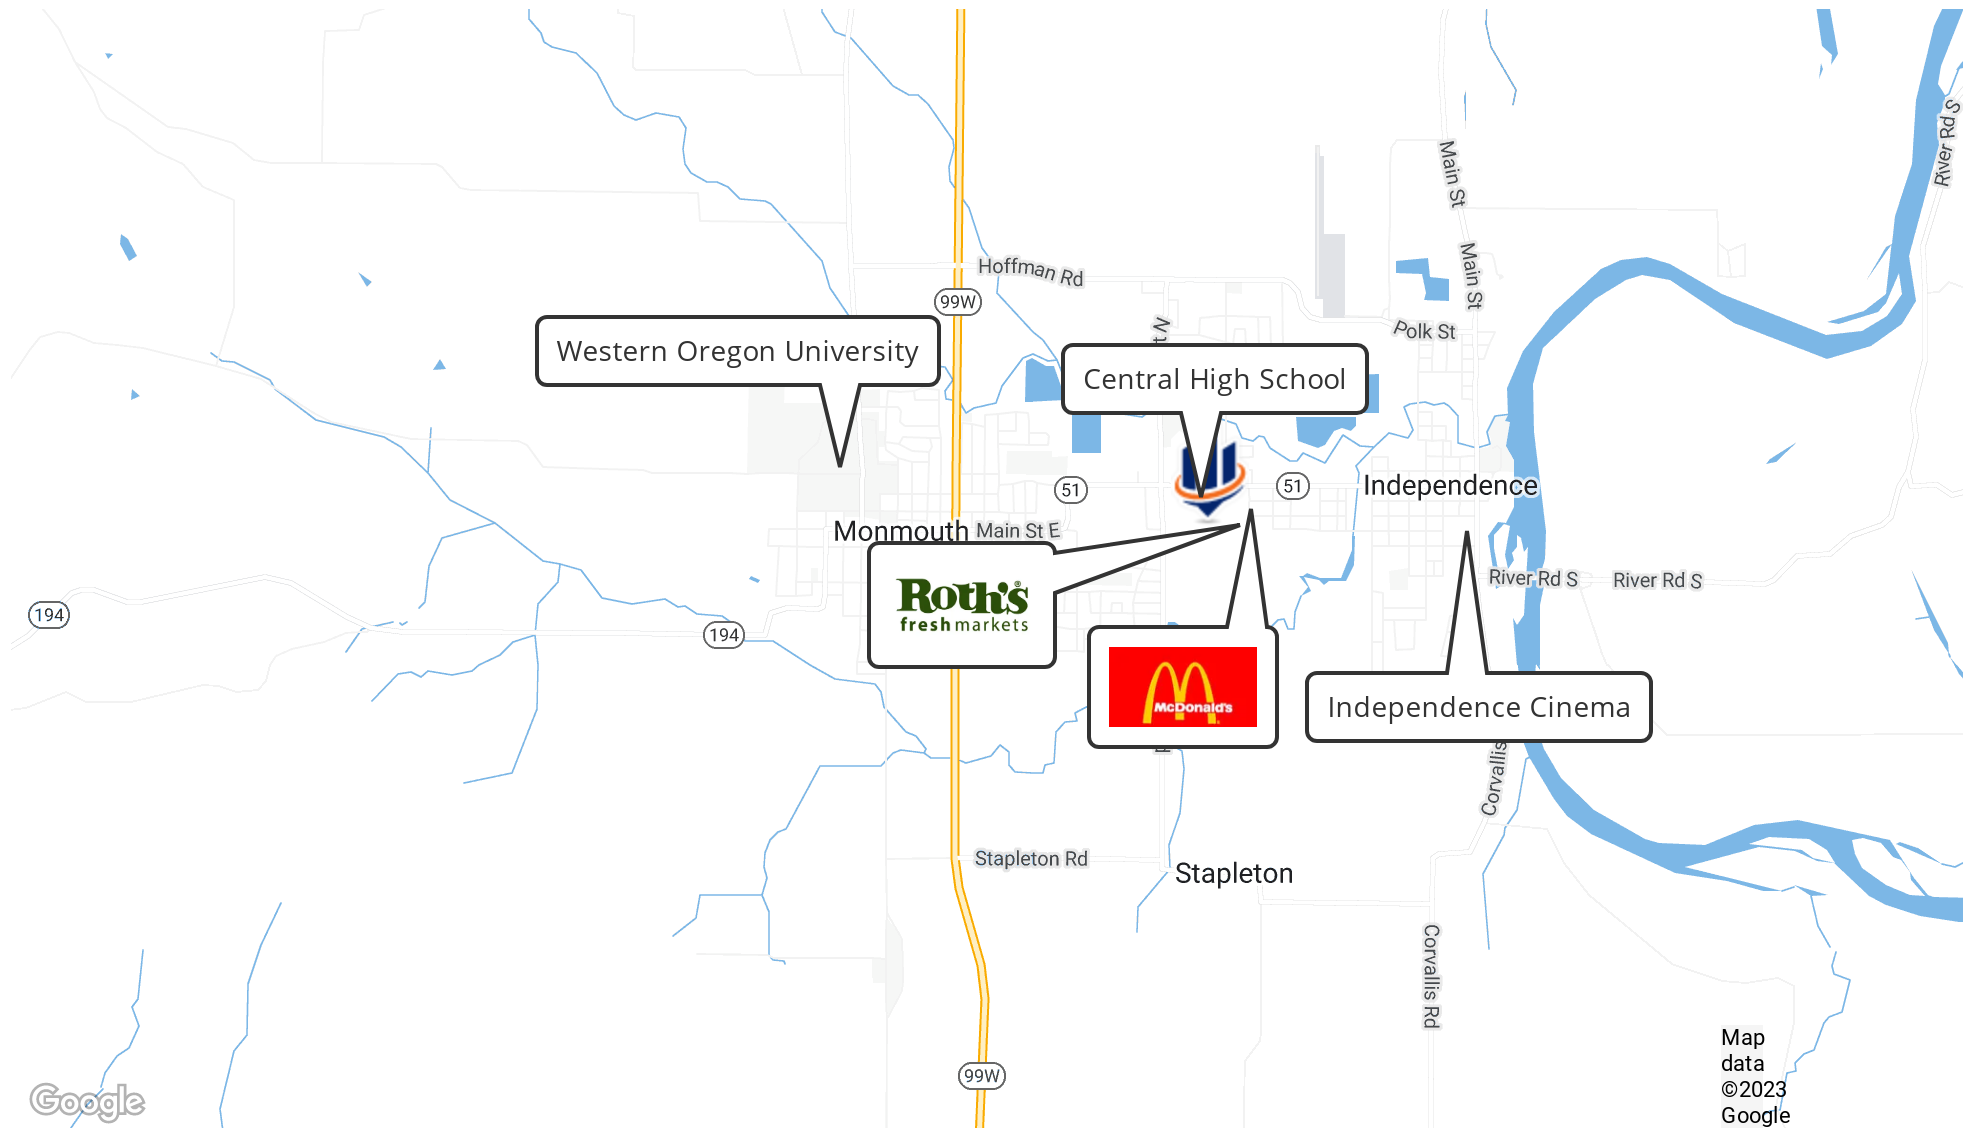 River Rd S
Main St
Main St
Hoffman Rd
99W
Polk St
t N
Western Oregon University
Central High School
51
51
Independence
Monmouth
Main St E
River Rd S
River Rd S
194
194
Roth's®
fresh markets
McDonald's
Independence Cinema
Corvallis
Stapleton Rd
Stapleton
Corvallis Rd
99W
Map
data
©2023
Google
Google